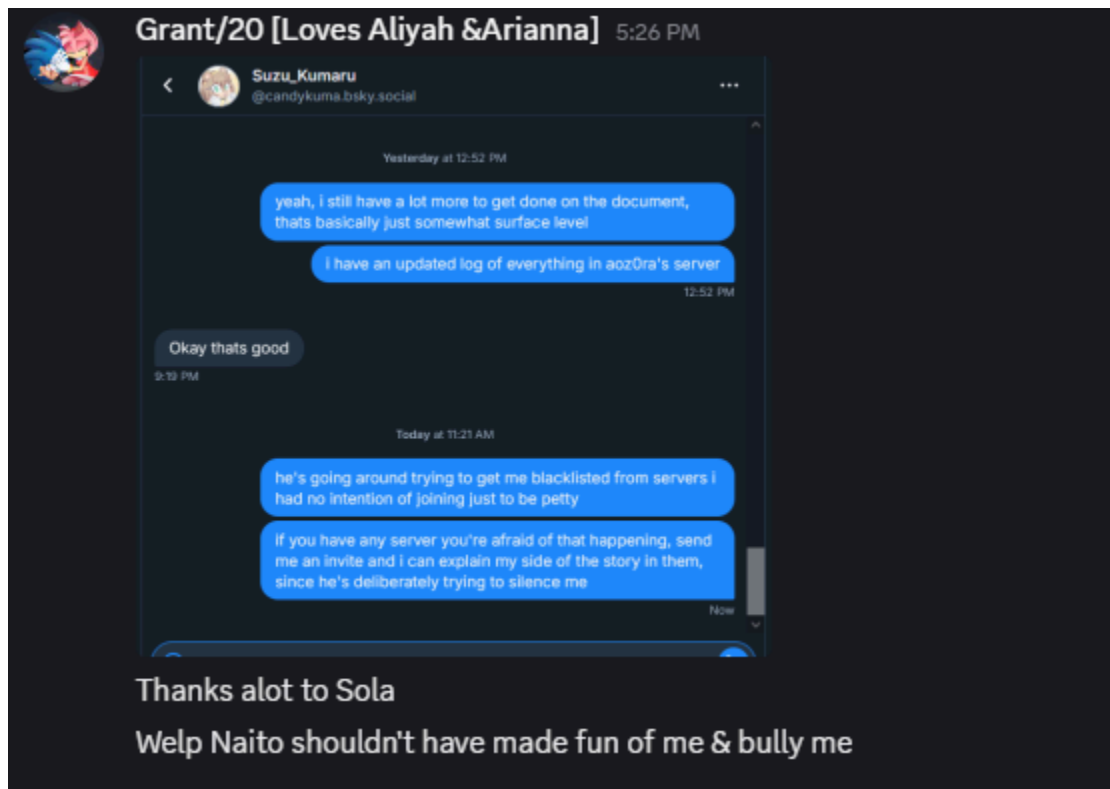 Grant/20 [Loves Aliyah &Arianna] 5:26 PM
Suzu_Kumaru
@candykuma.bsky.social
Yesterday at 12:52 PM
yeah, i still have a lot more to get done on the document,
thats basically just somewhat surface level
i have an updated log of everything in aoz0ra's server
12:52 PM
Okay thats good
9:19 PM
Today at 11:21 AM
he's going around trying to get me blacklisted from servers i
had no intention of joining just to be petty
if you have any server you're afraid of that happening, send
me an invite and i can explain my side of the story in them,
since he's deliberately trying to silence me
Now
Thanks alot to Sola
Welp Naito shouldn't have made fun of me & bully me